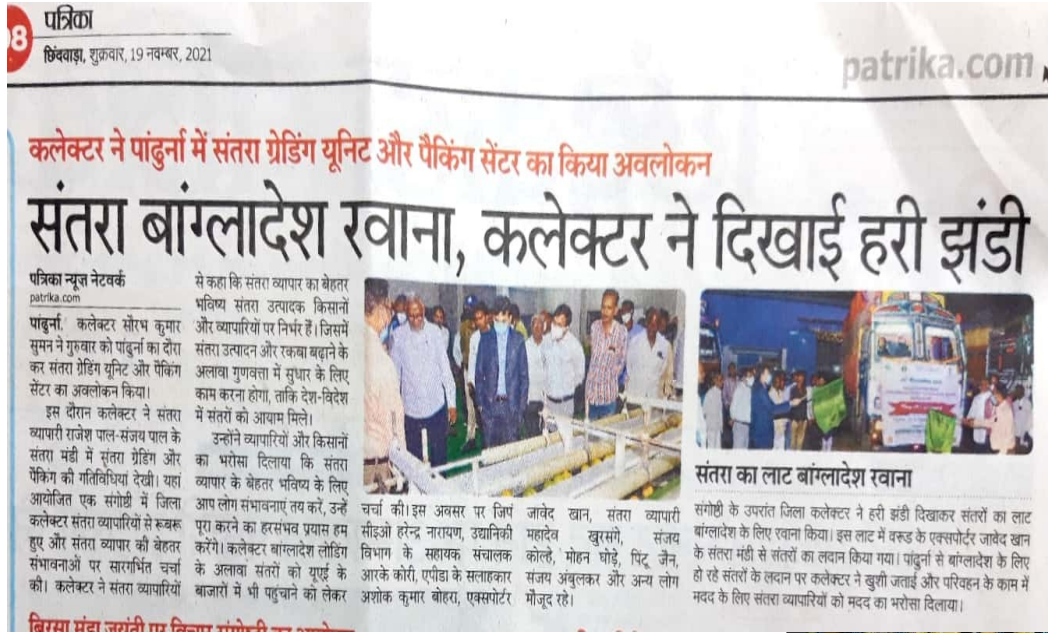 08
पत्रिका
छिंदवाड़ा, शुक्रवार, 19 नवम्बर, 2021
patrika.com
कलेक्टर ने पांढुर्ना में संतरा ग्रेडिंग यूनिट और पैकिंग सेंटर का किया अवलोकन
संतरा बांग्लादेश रवाना, कलेक्टर ने दिखाई हरी झंडी
पत्रिका न्यूज नेटवर्क
patrika.com
पांढुर्ना. कलेक्टर सौरभ कुमार
सुमन ने गुरुवार को पांढुर्ना का दौरा
कर संतरा ग्रेडिंग यूनिट और पैकिंग
सेंटर का अवलोकन किया।
इस दौरान कलेक्टर ने संतरा
व्यापारी राजेश पाल-संजय पाल के
संतरा मंडी में संतरा ग्रेडिंग और
पैकिंग की गतिविधियां देखी। यहां
आयोजित एक संगोष्ठी में जिला
कलेक्टर संतरा व्यापारियों से रूबरू
हुए और संतरा व्यापार की बेहतर
संभावनाओं पर सारगर्भित चर्चा
की। कलेक्टर ने संतरा व्यापारियों
से कहा कि संतरा व्यापार का बेहतर
भविष्य संतरा उत्पादक किसानों
और व्यापारियों पर निर्भर हैं। जिसमें
संतरा उत्पादन और रकबा बढ़ाने के
अलावा गुणवत्ता में सुधार के लिए
काम करना होगा, ताकि देश-विदेश
में संतरों को आयाम मिले।
उन्होंने व्यापारियों और किसानों
का भरोसा दिलाया कि संतरा
व्यापार के बेहतर भविष्य के लिए
आप लोग संभावनाएं तय करें, उन्हें
पूरा करने का हरसंभव प्रयास हम
करेंगे। कलेक्टर बांग्लादेश लोडिंग
के अलावा संतरों को यूएई के
बाजारों में भी पहुंचाने को लेकर
चर्चा की। इस अवसर पर जिपं
सीइओ हरेन्द्र नारायण, उद्यानिकी
विभाग के सहायक संचालक
आरके कोरी, एपीडा के सलाहकार
अशोक कुमार बोहरा, एक्सपोर्टर
जावेद खान, संतरा व्यापारी
महादेव खुरसंगे, संजय
कोल्हे, मोहन घोड़े, पिंटू जैन,
संजय अंबुलकर और अन्य लोग
मौजूद रहे।
संतरा का लाट बांग्लादेश रवाना
संगोष्ठी के उपरांत जिला कलेक्टर ने हरी झंडी दिखाकर संतरों का लाट
बांग्लादेश के लिए रवाना किया। इस लाट में वरूड के एक्सपोर्टर जावेद खान
के संतरा मंडी से संतरों का लदान किया गया। पांढुर्ना से बांग्लादेश के लिए
हो रहे संतरों के लदान पर कलेक्टर ने खुशी जताई और परिवहन के काम में
मदद के लिए संतरा व्यापारियों को मदद का भरोसा दिलाया।